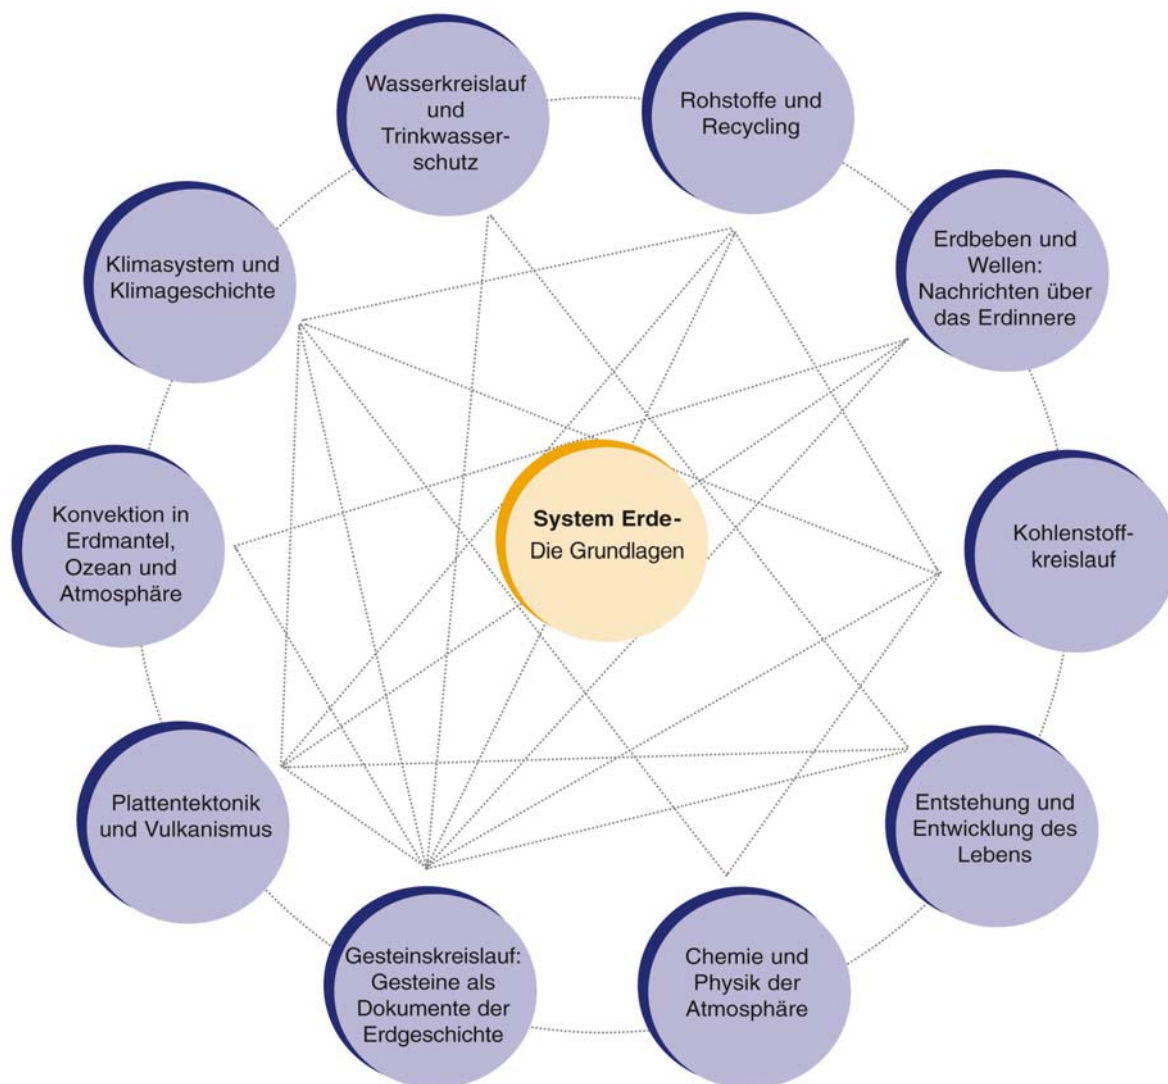 Wasserkreislauf
und
Trinkwasser-
schutz
Rohstoffe und
Recycling
Klimasystem und
Klimageschichte
Erdbeben und
Wellen:
Nachrichten über
das Erdinnere
Konvektion in
Erdmantel,
Ozean und
Atmosphäre
System Erde-
Die Grundlagen
Kohlenstoff-
kreislauf
Plattentektonik
und Vulkanismus
Entstehung und
Entwicklung des
Lebens
Gesteinskreislauf:
Gesteine als
Dokumente der
Erdgeschichte
Chemie und
Physik der
Atmosphäre